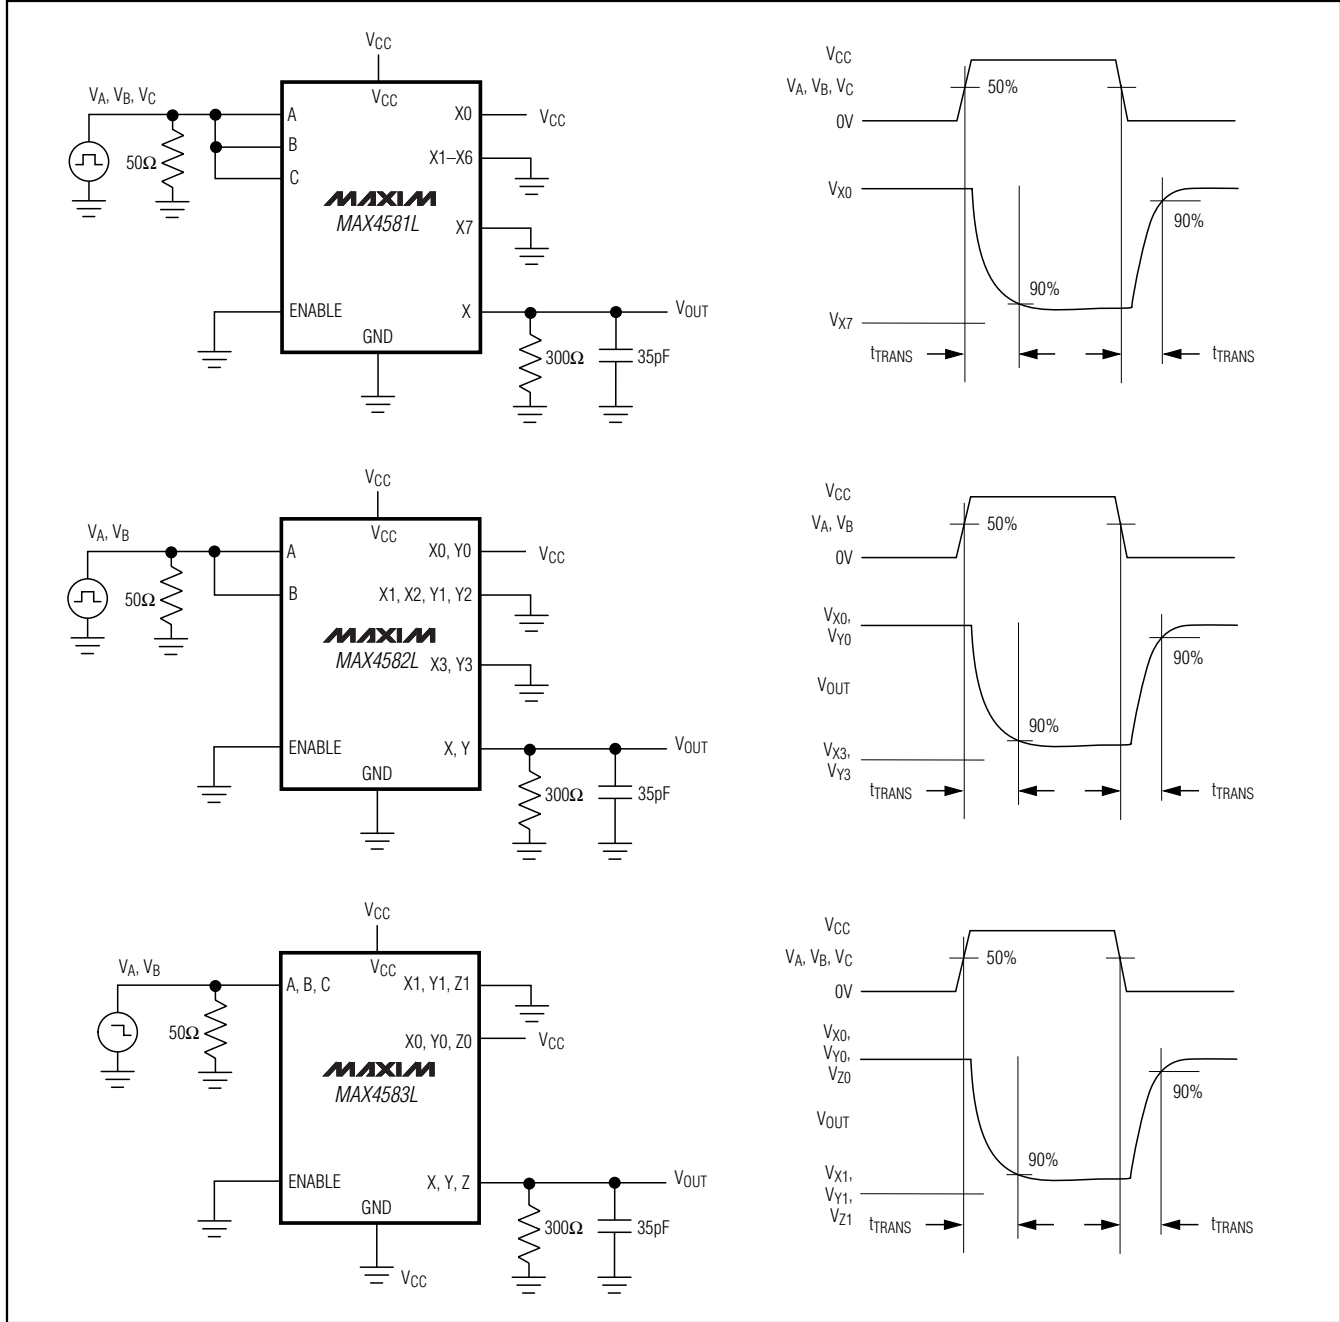 VCC
VCC
VA, VB, VC
50Ω
A
B
C
X0
VCC
X1–X6
MAXIM
MAX4581L
X7
ENABLE
X
VOUT
GND
300Ω
35pF
VCC
VA, VB, VC
50%
0V
VX0
90%
90%
VX7
tTRANS
tTRANS
VCC
VCC
VA, VB
50Ω
A
B
X0, Y0
VCC
X1, X2, Y1, Y2
MAXIM
MAX4582L
X3, Y3
ENABLE
X, Y
VOUT
GND
300Ω
35pF
VCC
VA, VB
50%
0V
VX0,
VY0
90%
VOUT
90%
VX3,
VY3
tTRANS
tTRANS
VCC
VCC
VA, VB
50Ω
A, B, C
X1, Y1, Z1
X0, Y0, Z0
VCC
MAXIM
MAX4583L
ENABLE
X, Y, Z
VOUT
GND
300Ω
35pF
VCC
VCC
VA, VB, VC
50%
0V
VX0,
VY0,
VZ0
90%
VOUT
90%
VX1,
VY1,
VZ1
tTRANS
tTRANS